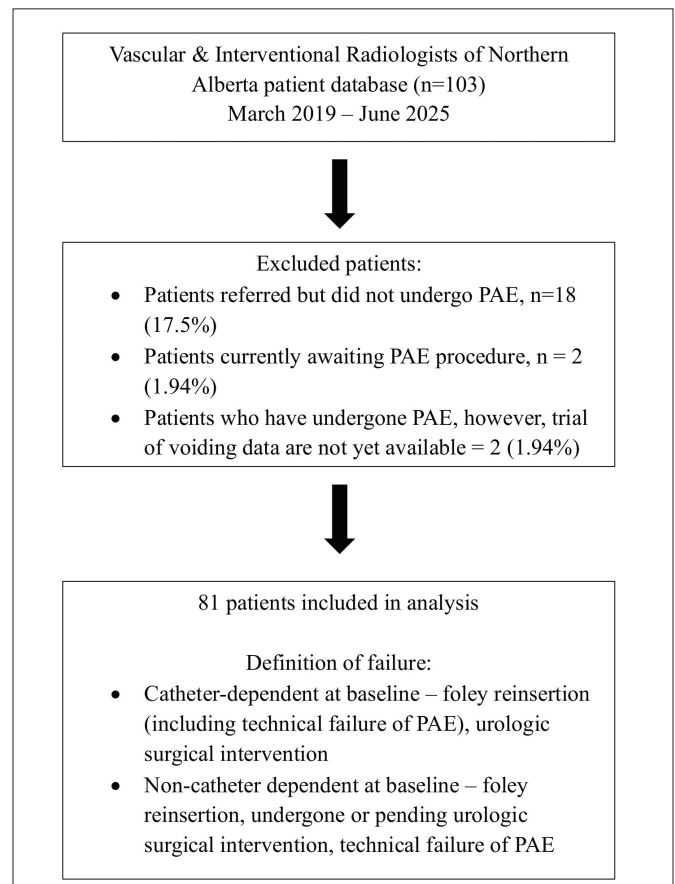 Vascular & Interventional Radiologists of Northern
Alberta patient database (n=103)
March 2019 – June 2025
Excluded patients:
• Patients referred but did not undergo PAE, n=18
(17.5%)
• Patients currently awaiting PAE procedure, n = 2
(1.94%)
• Patients who have undergone PAE, however, trial
of voiding data are not yet available = 2 (1.94%)
81 patients included in analysis
Definition of failure:
• Catheter-dependent at baseline – foley reinsertion
(including technical failure of PAE), urologic
surgical intervention
• Non-catheter dependent at baseline – foley
reinsertion, undergone or pending urologic
surgical intervention, technical failure of PAE